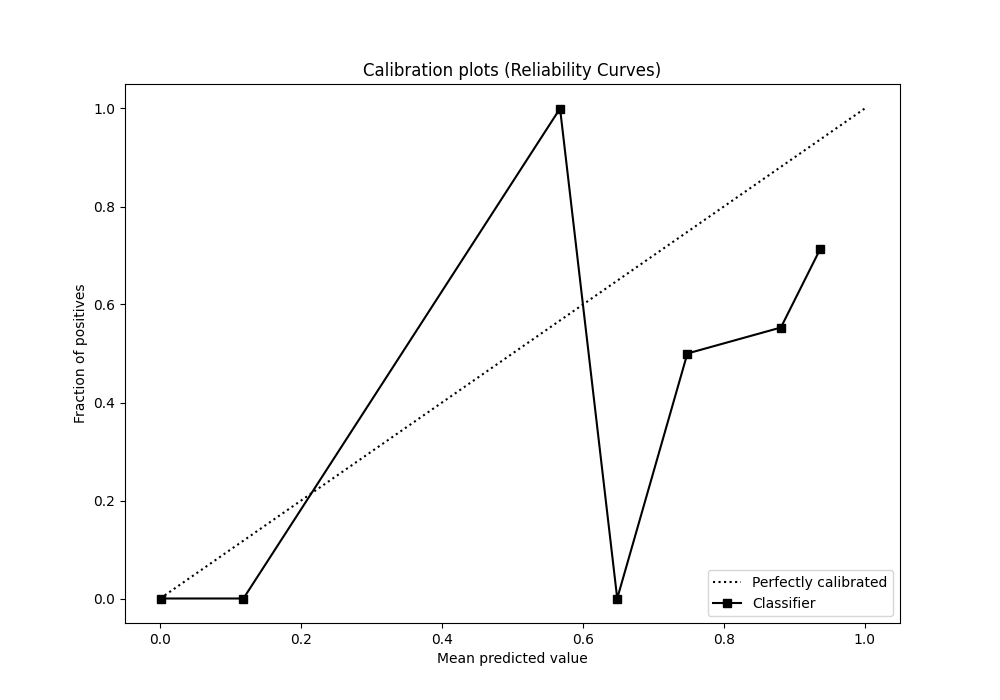 Calibration plots (Reliability Curves)
1.0
0.8
0.6
0.4
0.2
0.0
Fraction of positives
0.0 0.2 0.4 0.6 0.8 1.0
Mean predicted value
Perfectly calibrated
Classifier